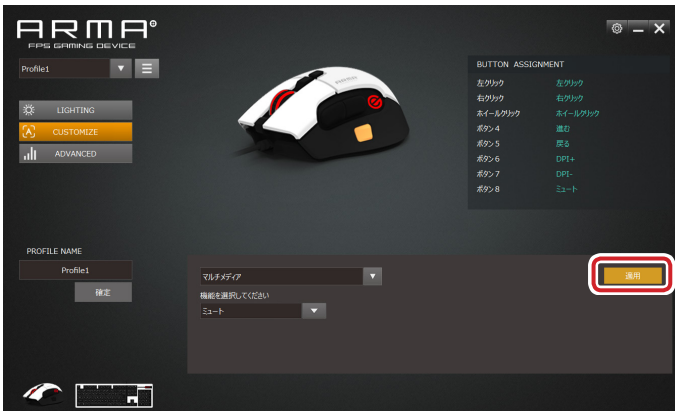 ARMA®
FPS GAMING DEVICE
Profile1
LIGHTING
CUSTOMIZE
ADVANCED
BUTTON ASSIGNMENT
左クリック 左クリック
右クリック 右クリック
ホイールクリック ホイールクリック
ボタン 4 進む
ボタン 5 戻る
ボタン 6 DPI+
ボタン 7 DPI-
ボタン 8 ミュート
PROFILE NAME
Profile1
確定
マルチメディア
適用
機能を選択してください
ミュート